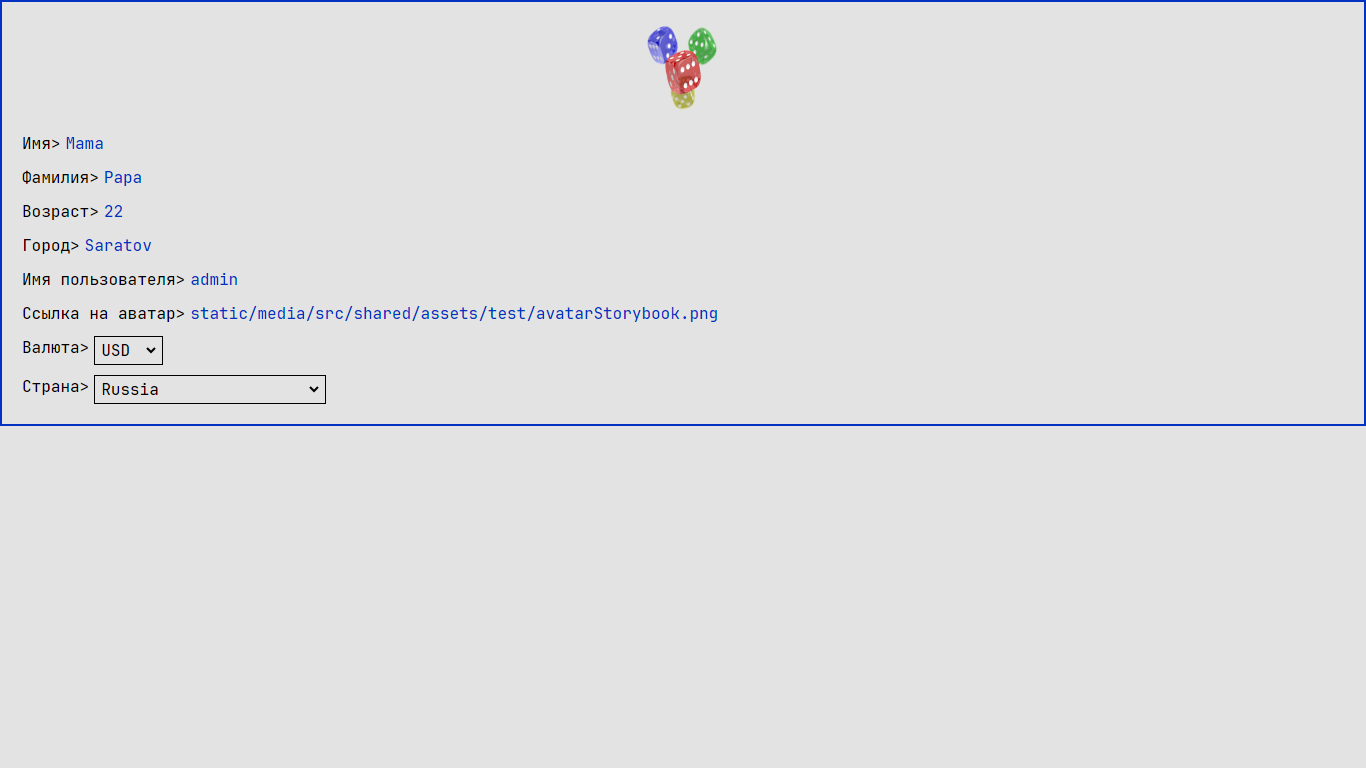 Имя> Mama
Фамилия> Papa
Возраст> 22
Город> Saratov
Имя пользователя> admin
Ссылка на аватар> static/media/src/shared/assets/test/avatarStorybook.png
Валюта> USD
Страна> Russia